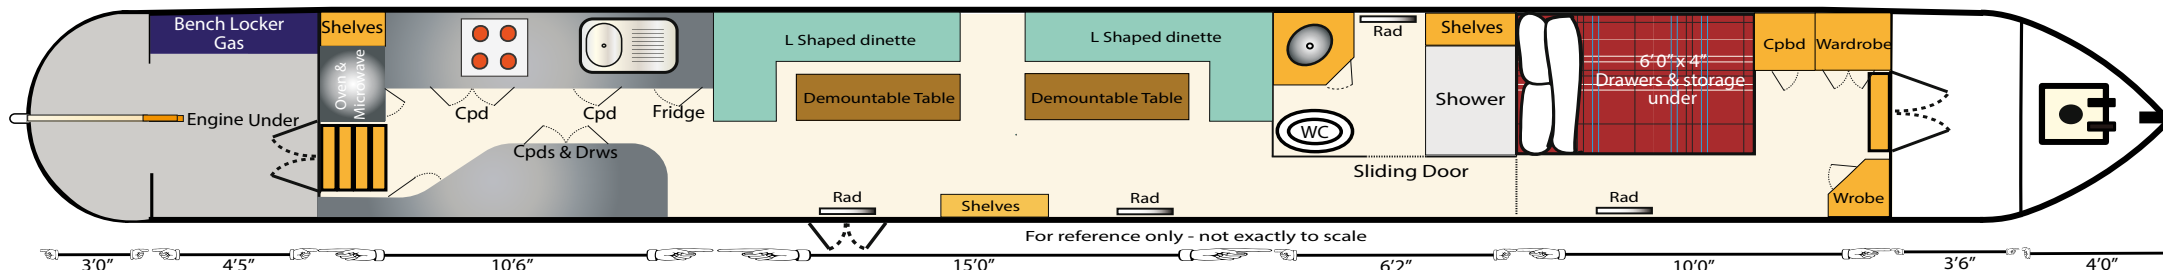 Bench Locker
Gas
Engine Under
Shelves
Oven &
Microwave
Cpd
Cpd
Fridge
Cpds & Drws
L Shaped dinette
Demountable Table
L Shaped dinette
Demountable Table
Rad
Shelves
Rad
WC
Rad
Shelves
Shower
Sliding Door
6'0" x 4"
Drawers & storage
under
Cpbd
Wardrobe
Rad
Wrobe
For reference only - not exactly to scale
3'0"
4'5"
10'6"
15'0"
6'2"
10'0"
3'6"
4'0"